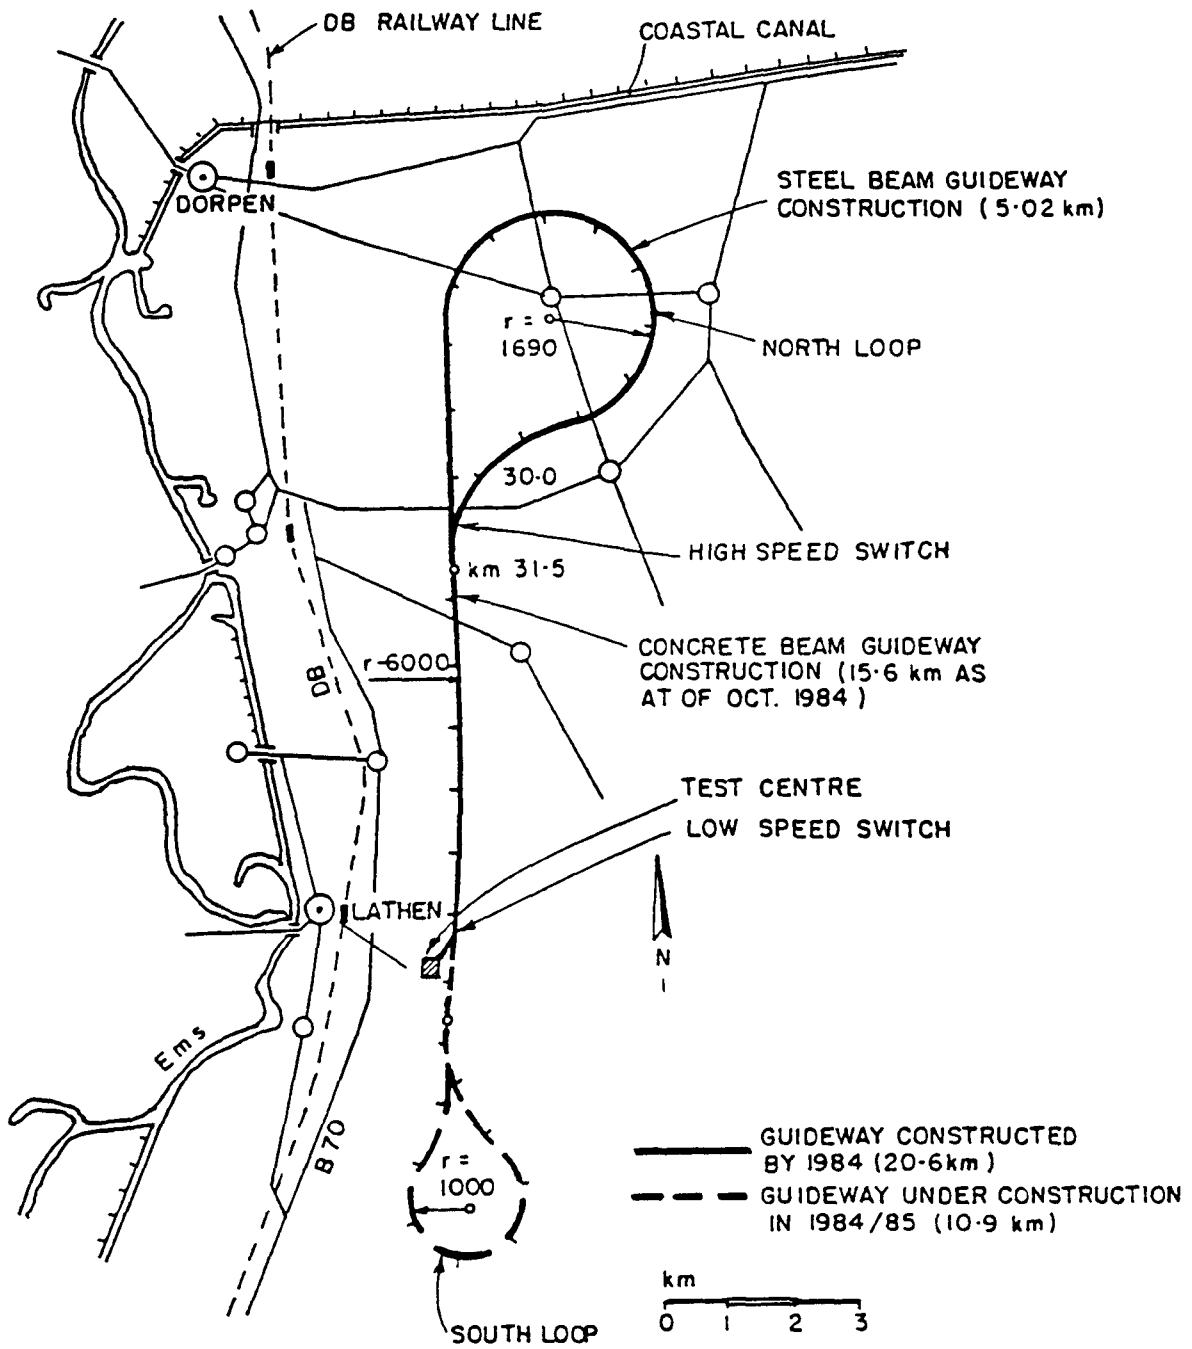 DB RAILWAY LINE
COASTAL CANAL
STEEL BEAM GUIDEWAY
CONSTRUCTION (5·02 km)
DORPEN
r =
1690
NORTH LOOP
30·0
HIGH SPEED SWITCH
km 31·5
CONCRETE BEAM GUIDEWAY
CONSTRUCTION (15·6 km AS
AT OF OCT. 1984)
r-6000
DB
TEST CENTRE
LOW SPEED SWITCH
LATHEN
N
Ems
B70
r =
1000
GUIDEWAY CONSTRUCTED
BY 1984 (20·6km)
GUIDEWAY UNDER CONSTRUCTION
IN 1984/85 (10·9 km)
km
0 1 2 3
SOUTH LOOP